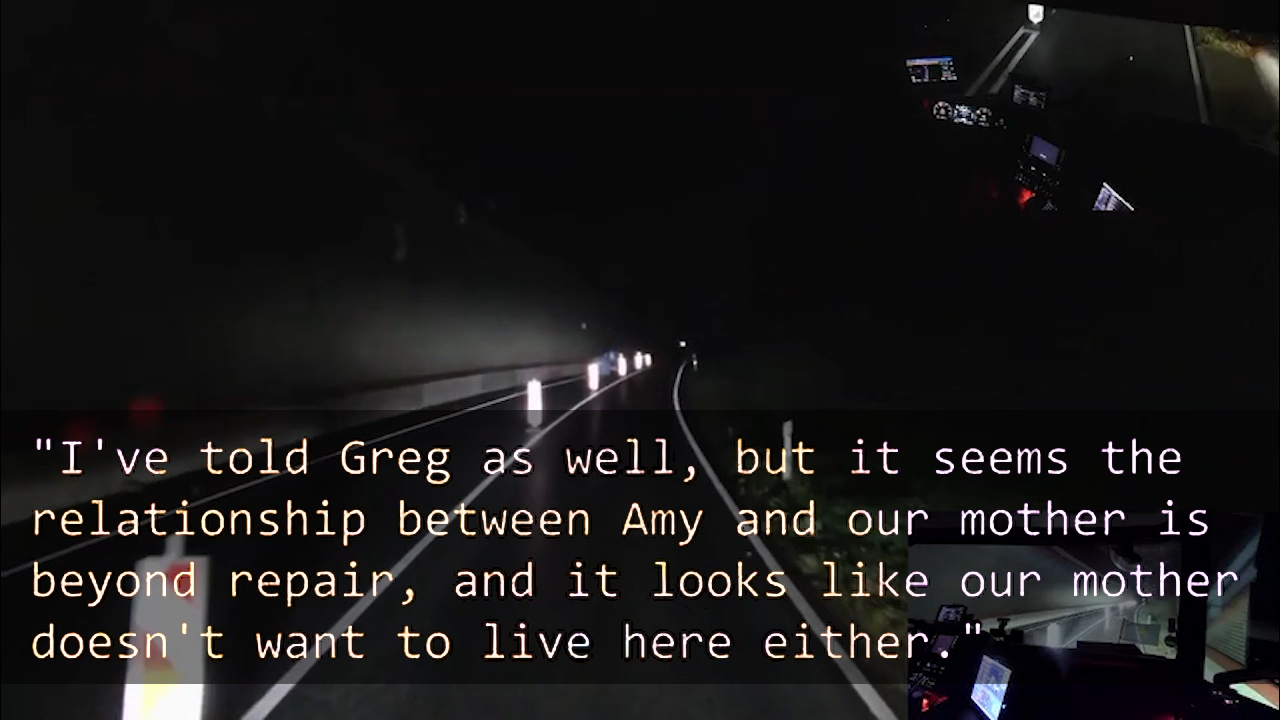 "I've told Greg as well, but it seems the
relationship between Amy and our mother is
beyond repair, and it looks like our mother
doesn't want to live here either."